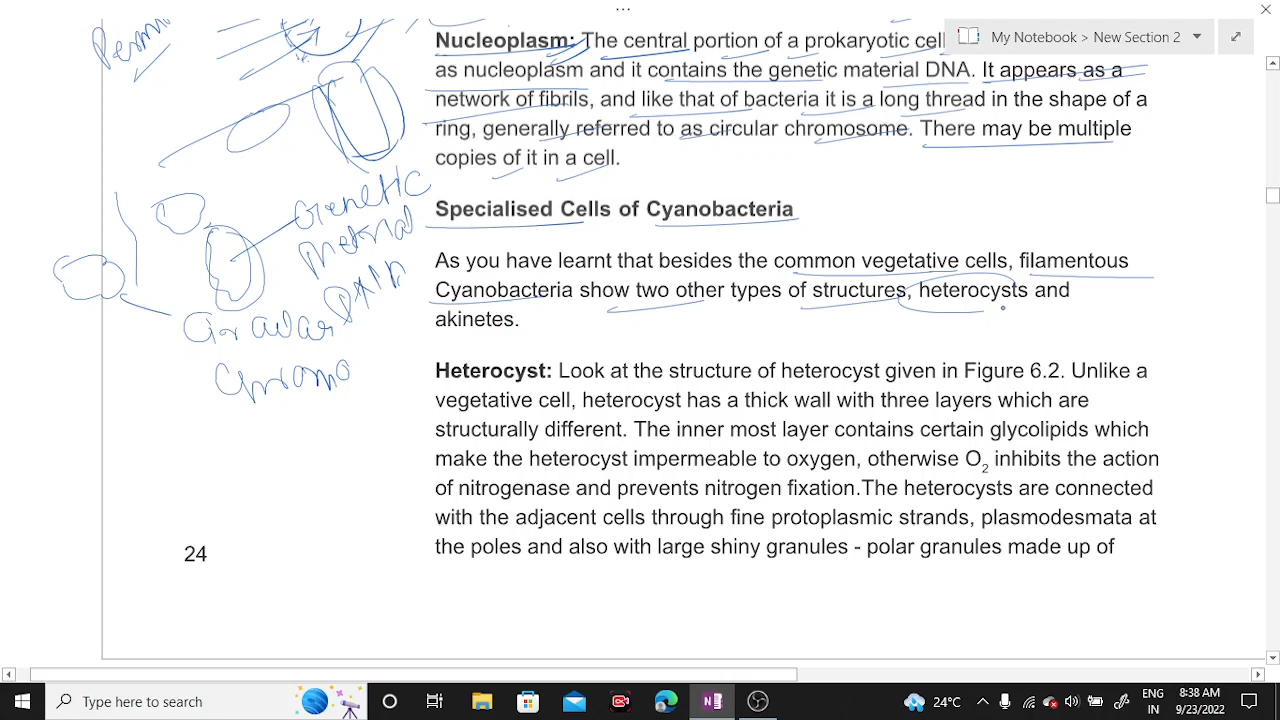 ...
My Notebook > New Section 2
Nucleoplasm: The central portion of a prokaryotic cell
as nucleoplasm and it contains the genetic material DNA. It appears as a
network of fibrils, and like that of bacteria it is a long thread in the shape of a
ring, generally referred to as circular chromosome. There may be multiple
copies of it in a cell.
Specialised Cells of Cyanobacteria
As you have learnt that besides the common vegetative cells, filamentous
Cyanobacteria show two other types of structures, heterocysts and
akinetes.
Heterocyst: Look at the structure of heterocyst given in Figure 6.2. Unlike a
vegetative cell, heterocyst has a thick wall with three layers which are
structurally different. The inner most layer contains certain glycolipids which
make the heterocyst impermeable to oxygen, otherwise O2 inhibits the action
of nitrogenase and prevents nitrogen fixation.The heterocysts are connected
with the adjacent cells through fine protoplasmic strands, plasmodesmata at
the poles and also with large shiny granules - polar granules made up of
Genetic
Circular
Chromo
24
Type here to search
24°C
ENG
IN
8:38 AM
9/23/2022